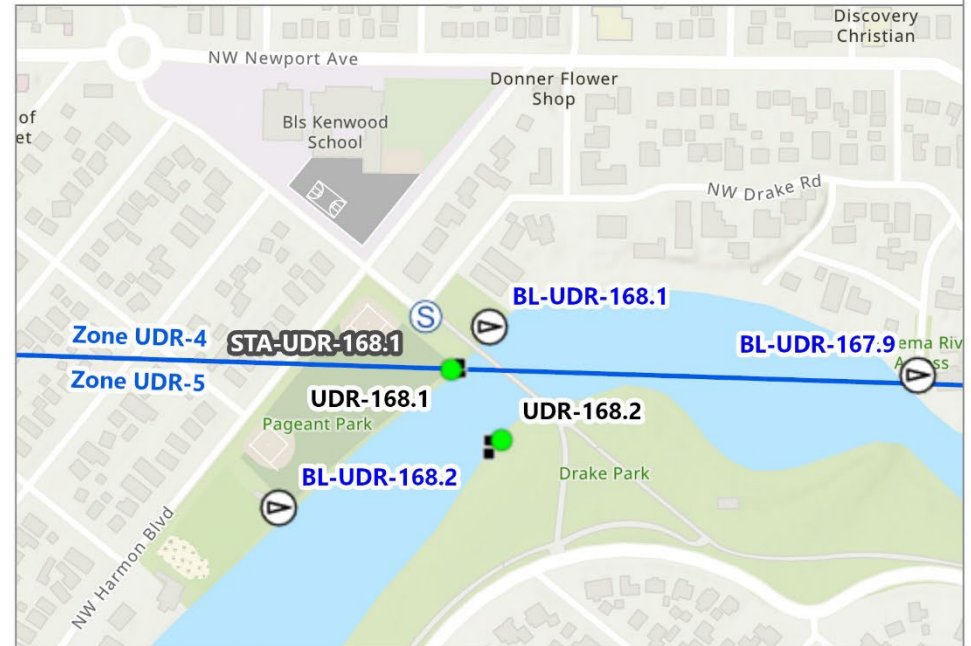 Discovery
Christian
NW Newport Ave
Donner Flower
Shop
of
et
Bls Kenwood
School
NW Drake Rd
BL-UDR-168.1
S
Zone UDR-4
STA-UDR-168.1
BL-UDR-167.9
ema Riv
Zone UDR-5
UDR-168.1
UDR-168.2
Pageant Park
BL-UDR-168.2
Drake Park
NW Harmon Blvd